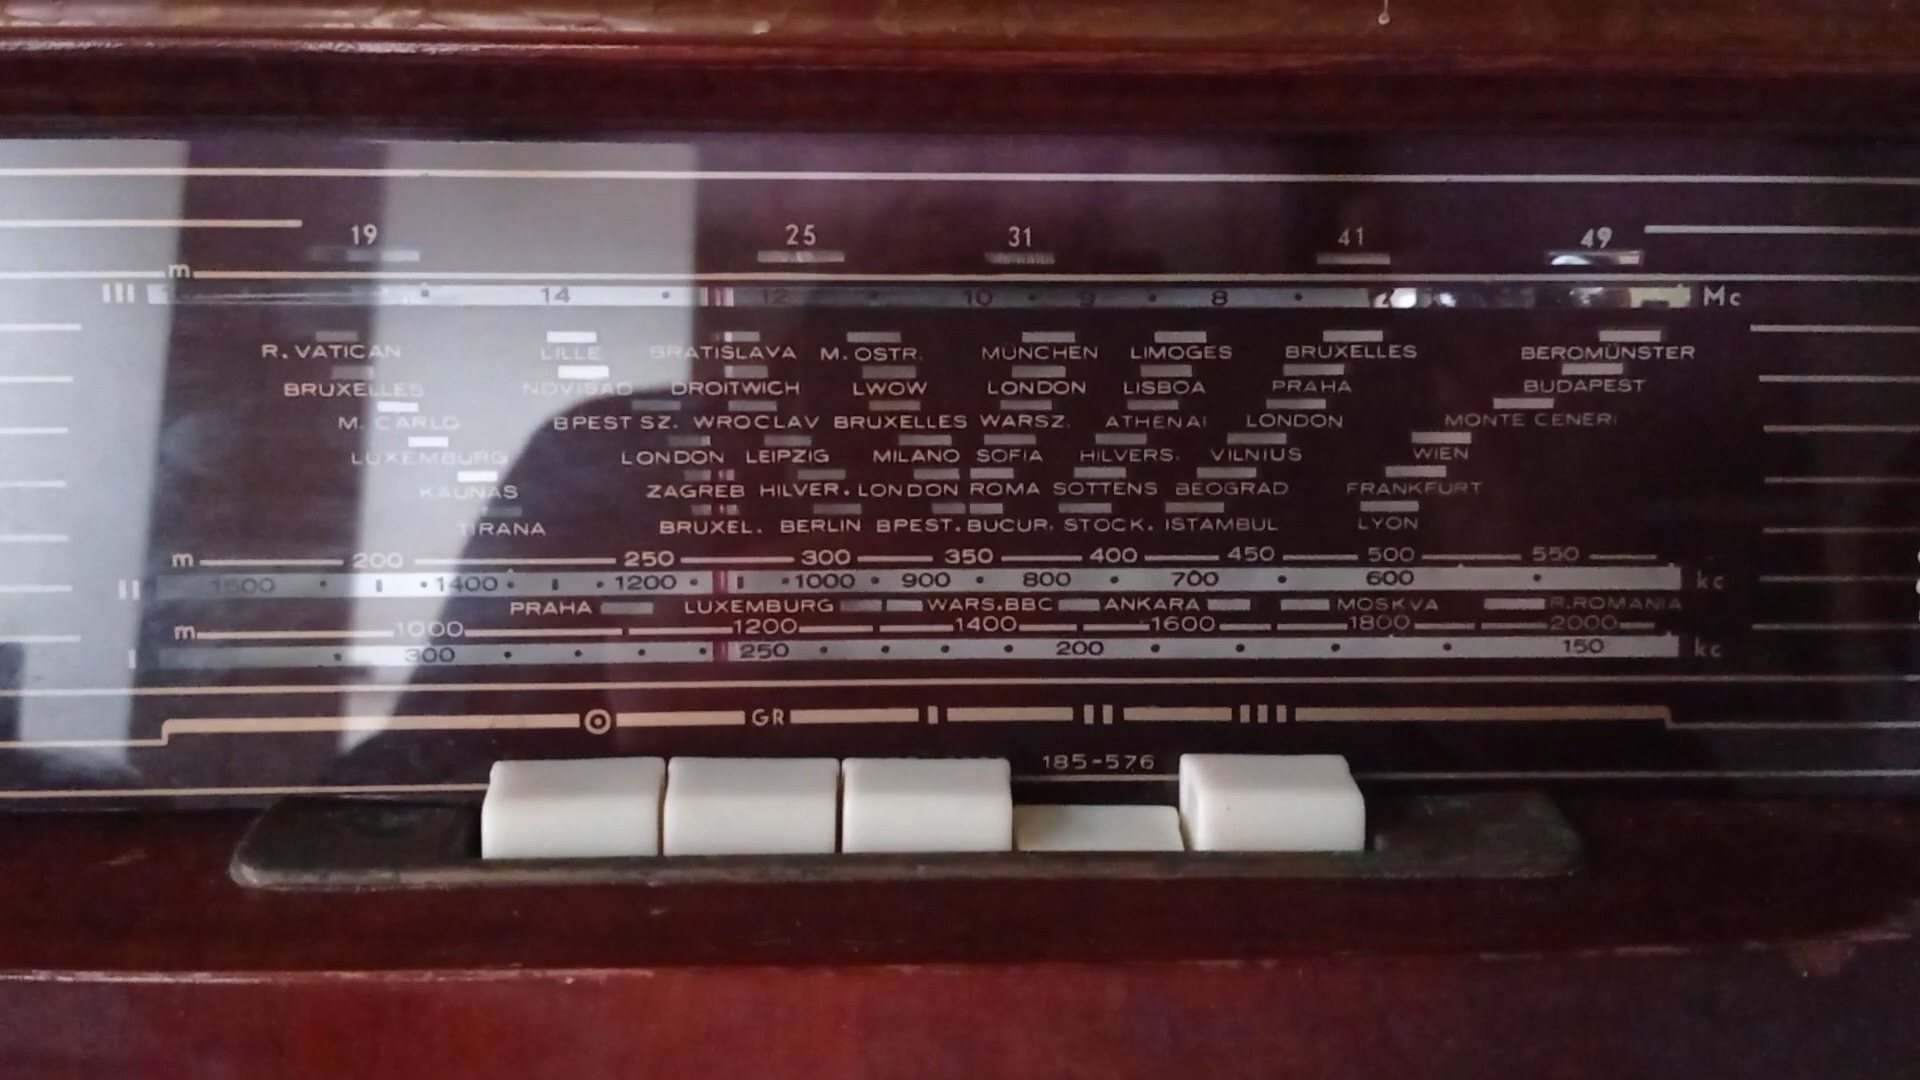 19 25 31 41 49
m
III 14 12 10 9 8 Mc
R. VATICAN LILLE BRATISLAVA M. OSTR. MÜNCHEN LIMOGES BRUXELLES BEROMÜNSTER
BRUXELLES NOVISAD DROITWICH LWOW LONDON LISBOA PRAHA BUDAPEST
M. CARLO BPEST SZ. WROCLAV BRUXELLES WARSZ. ATHENAI LONDON MONTE CENERI
LUXEMBURG LONDON LEIPZIG MILANO SOFIA HILVERS. VILNIUS WIEN
KAUNAS ZAGREB HILVER. LONDON ROMA SOTTENS BEOGRAD FRANKFURT
TIRANA BRUXEL. BERLIN BPEST. BUCUR. STOCK. ISTAMBUL LYON
m 200 250 300 350 400 450 500 550
II 1500 1400 1200 1000 900 800 700 600 kc
PRAHA LUXEMBURG WARS. BBC ANKARA MOSKVA R. ROMANIA
m 1000 1200 1400 1600 1800 2000
I 300 250 200 150 kc
GR I II III
185-576